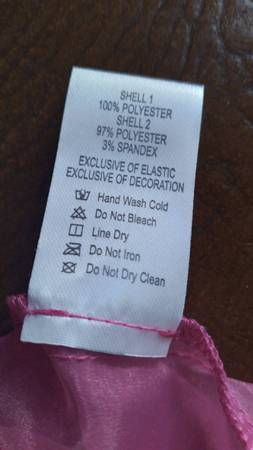 SHELL 1
100% POLYESTER
SHELL 2
97% POLYESTER
3% SPANDEX
EXCLUSIVE OF ELASTIC
EXCLUSIVE OF DECORATION
Hand Wash Cold
Do Not Bleach
Line Dry
Do Not Iron
Do Not Dry Clean